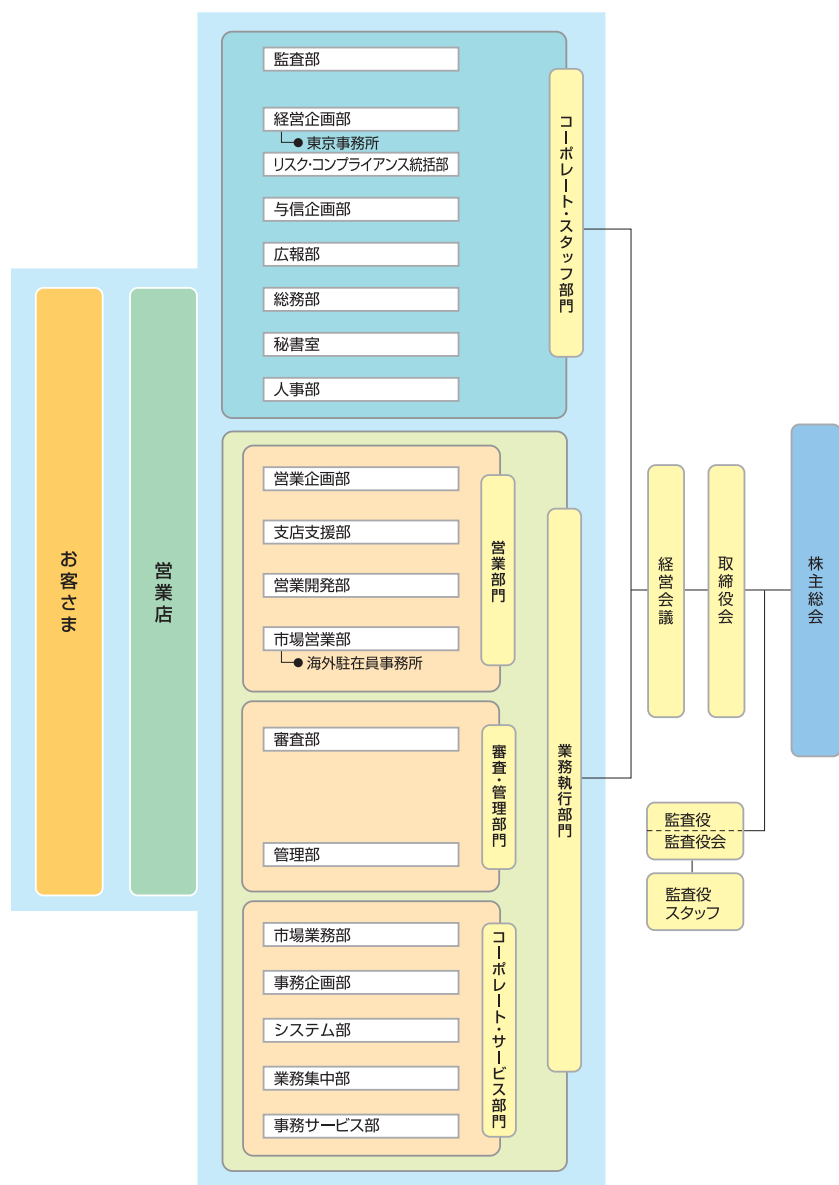 監査部
経営企画部
東京事務所
リスク・コンプライアンス統括部
与信企画部
広報部
総務部
秘書室
人事部
コーポレート・スタッフ部門
営業企画部
支店支援部
営業開発部
市場営業部
海外駐在員事務所
営業部門
審査部
管理部
審査・管理部門
市場業務部
事務企画部
システム部
業務集中部
事務サービス部
コーポレート・サービス部門
業務執行部門
お客さま
営業店
経営会議
取締役会
株主総会
監査役
監査役会
監査役
スタッフ